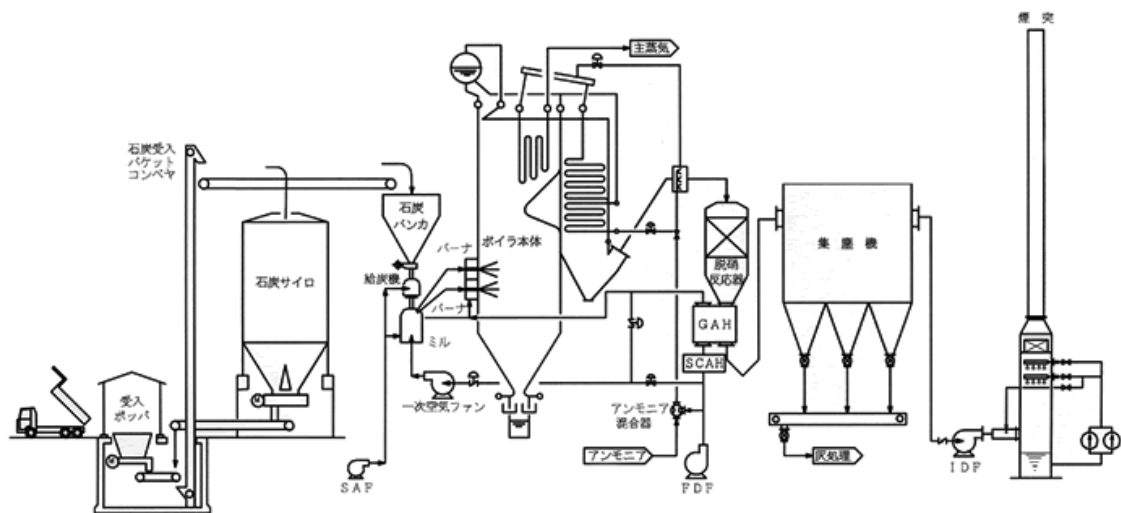 煙突
主蒸気
石炭受入
バケット
コンベヤ
石炭
バンカ
バーナ
ボイラ本体
集塵機
脱硝
反応器
石炭サイロ
給炭機
バーナ
GAH
ミル
SCAH
受入
ホッパ
一次空気ファン
アンモニア
混合器
アンモニア
灰処理
SAF
FDF
IDF